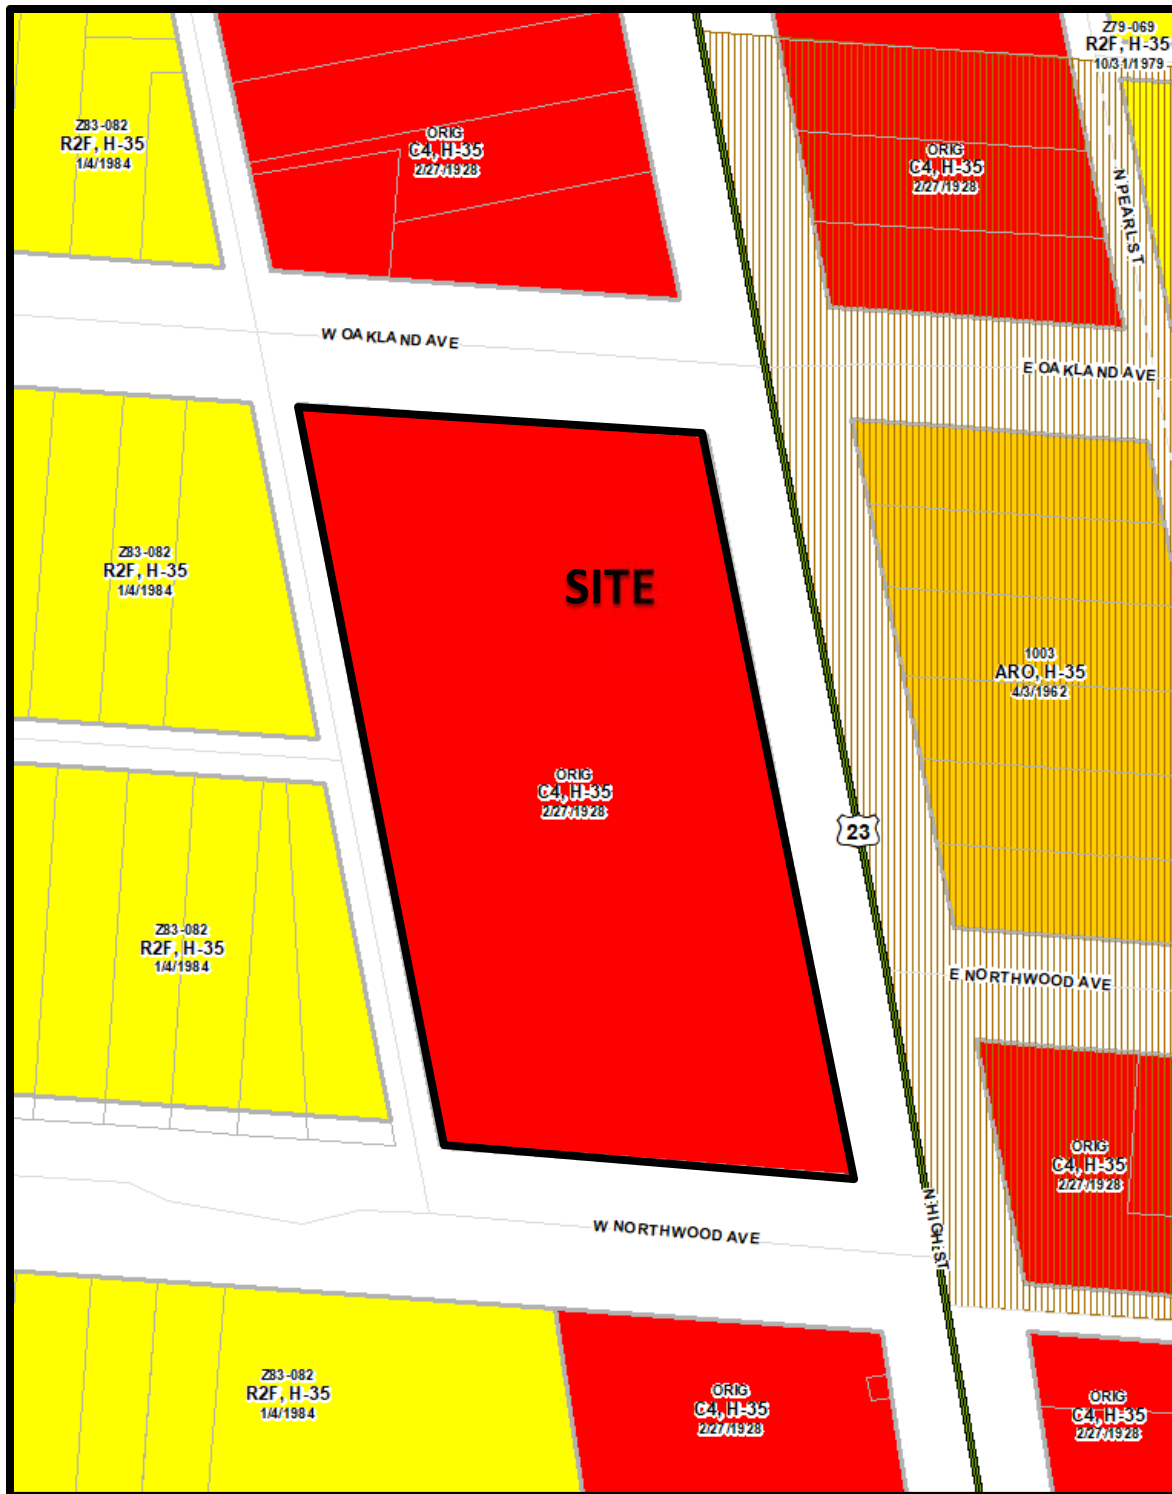 Z79-069
R2F, H-35
10/31/1979
Z83-082
R2F, H-35
1/4/1984
ORIG
C4, H-35
2/27/1928
ORIG
C4, H-35
2/27/1928
N PEARL ST
W OAKLAND AVE
E OAKLAND AVE
Z83-082
R2F, H-35
1/4/1984
SITE
1003
ARO, H-35
4/3/1962
ORIG
C4, H-35
2/27/1928
23
Z83-082
R2F, H-35
1/4/1984
E NORTHWOOD AVE
ORIG
C4, H-35
2/27/1928
W NORTHWOOD AVE
N HIGH ST
Z83-082
R2F, H-35
1/4/1984
ORIG
C4, H-35
2/27/1928
ORIG
C4, H-35
2/27/1928